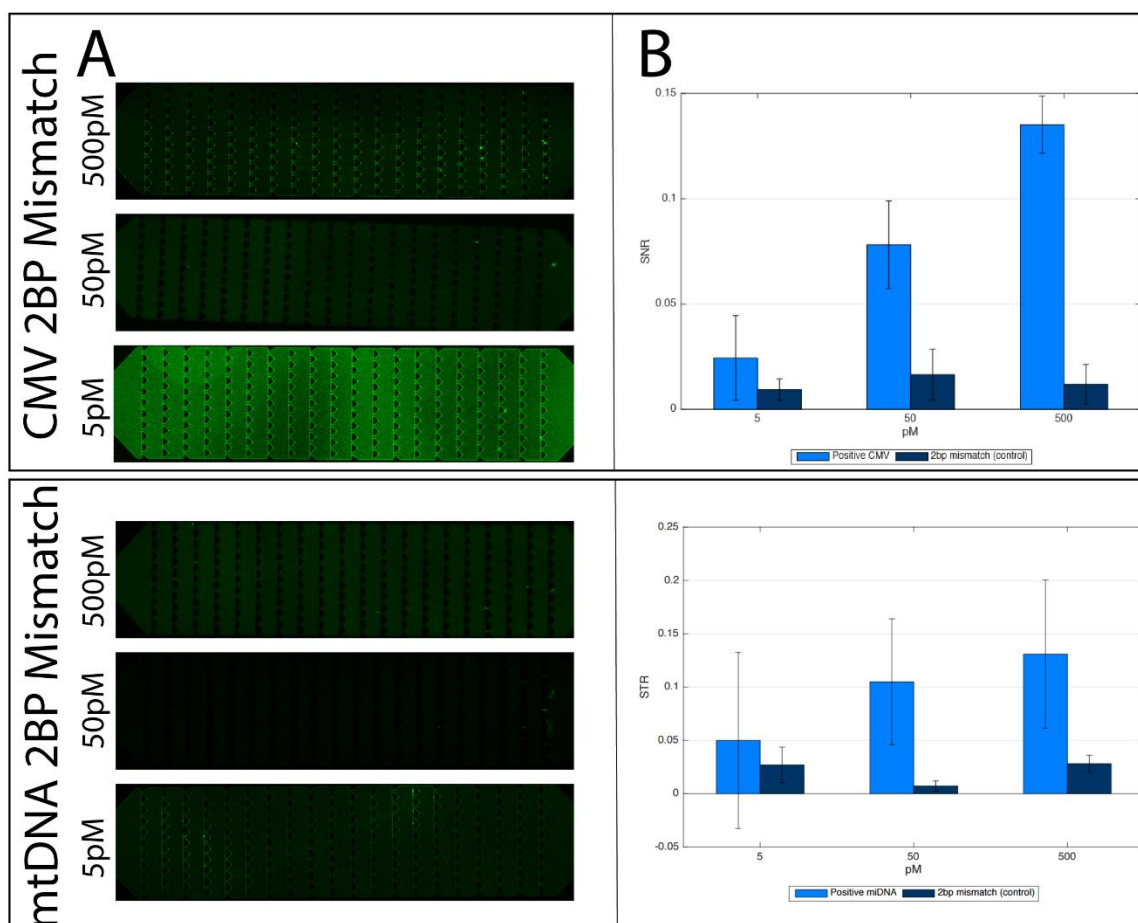 A
CMV 2BP Mismatch
500pM
50pM
5pM
B
0.15
0.1
0.05
0
SNR
5
50
500
pM
Positive CMV
2bp mismatch (control)
mtDNA 2BP Mismatch
500pM
50pM
5pM
0.25
0.2
0.15
0.1
0.05
0
-0.05
STR
5
50
500
pM
Positive miDNA
2bp mismatch (control)